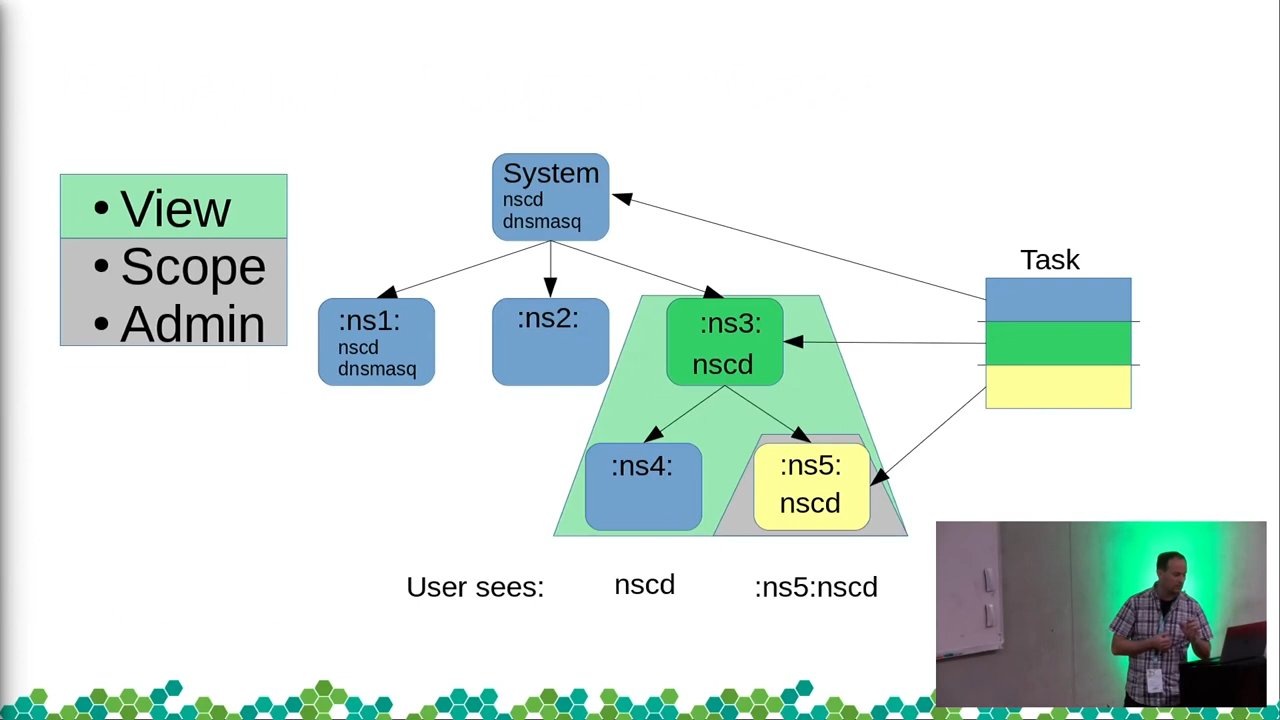 • View
• Scope
• Admin
System
nscd
dnsmasq
Task
:ns1:
nscd
dnsmasq
:ns2:
:ns3:
nscd
:ns4:
:ns5:
nscd
User sees:
nscd
:ns5:nscd